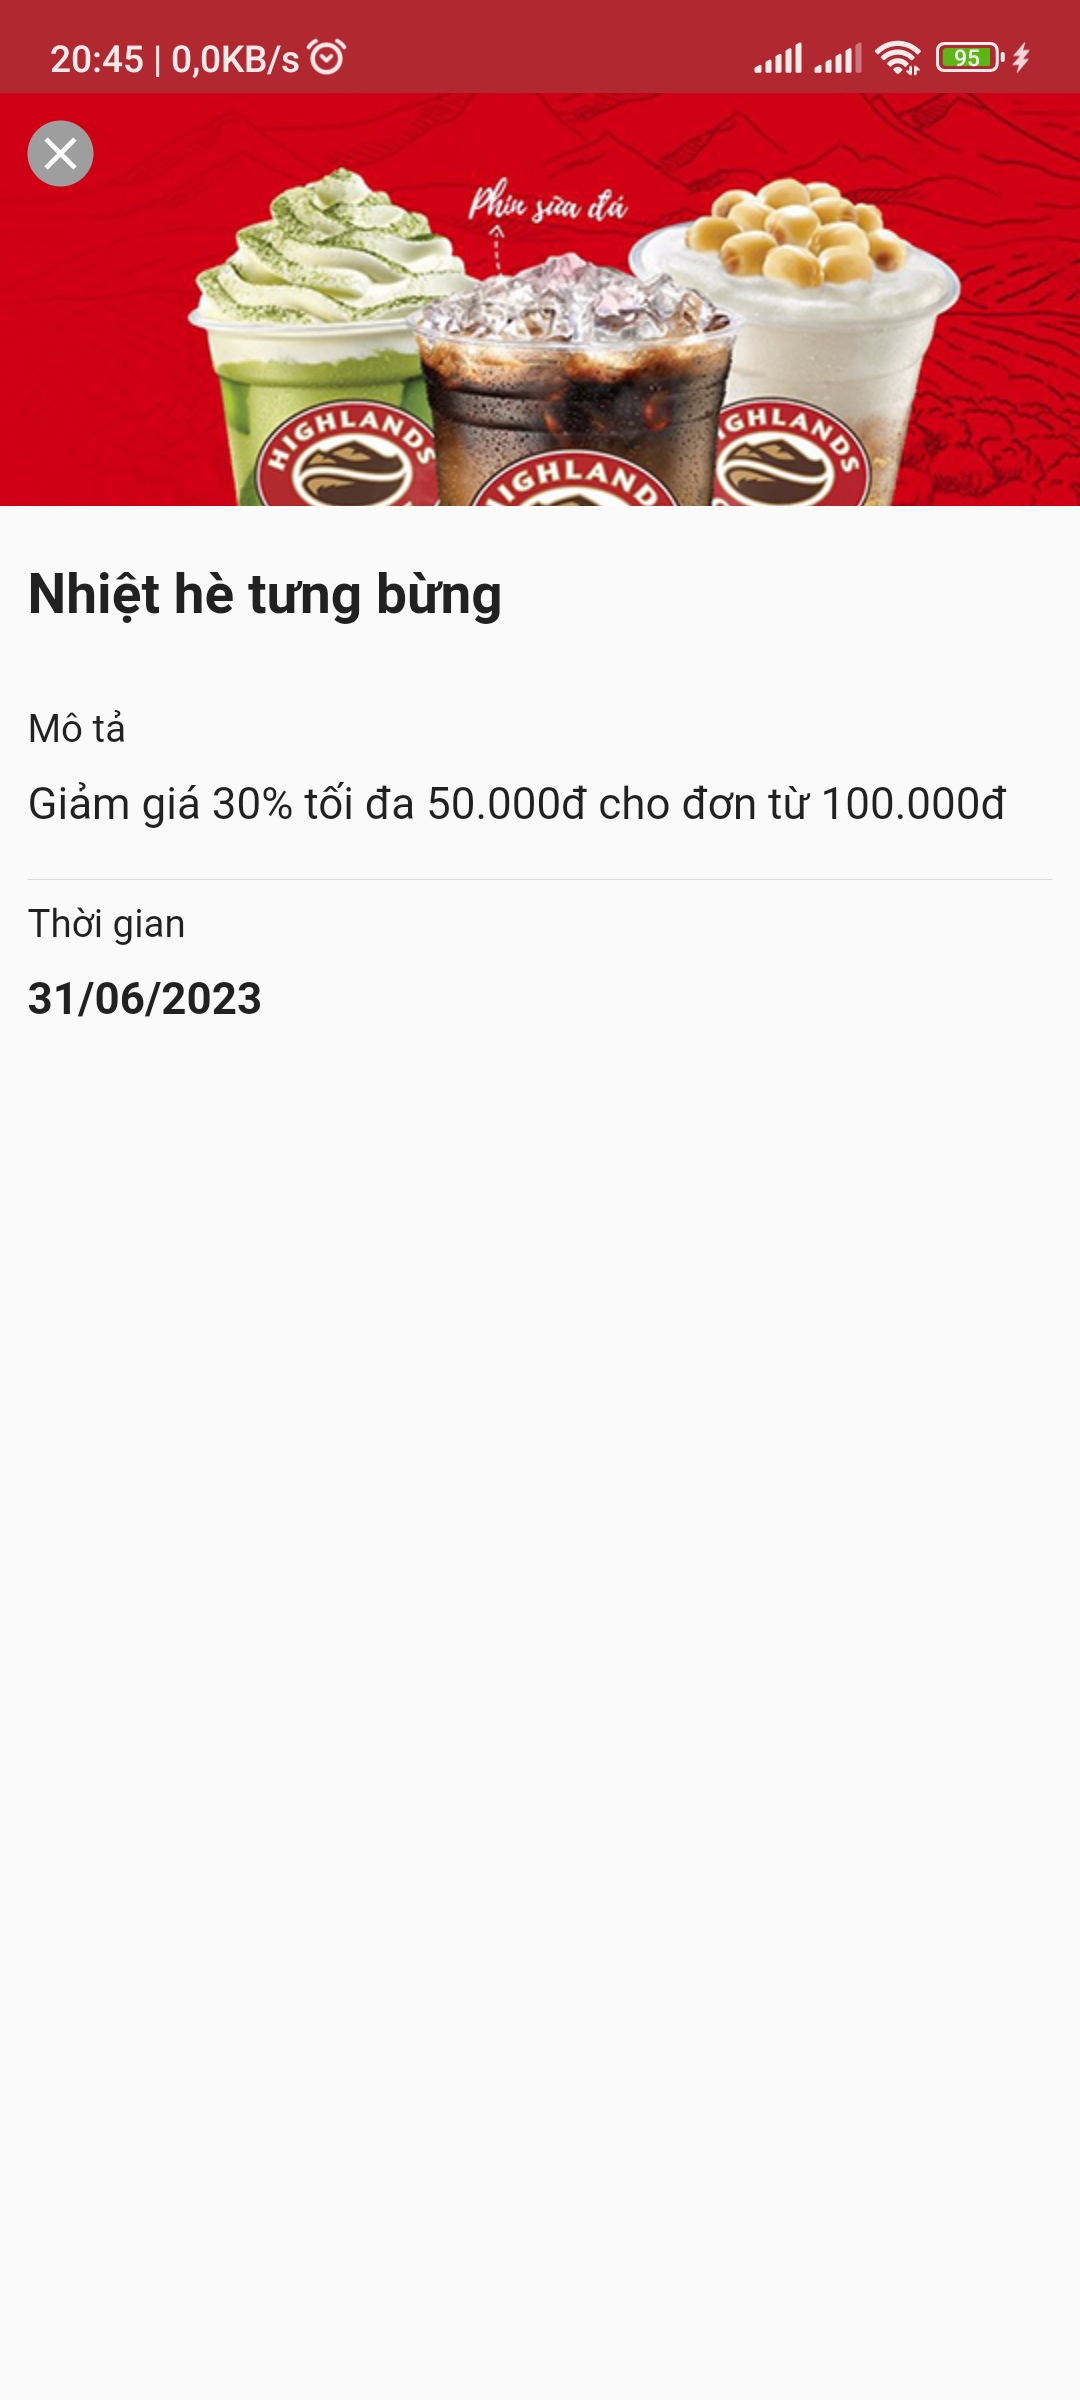 20:45 | 0,0KB/s
95
Phin sữa đá
HIGHLANDS
HIGHLANDS
HIGHLANDS
Nhiệt hè tưng bừng
Mô tả
Giảm giá 30% tối đa 50.000đ cho đơn từ 100.000đ
Thời gian
31/06/2023